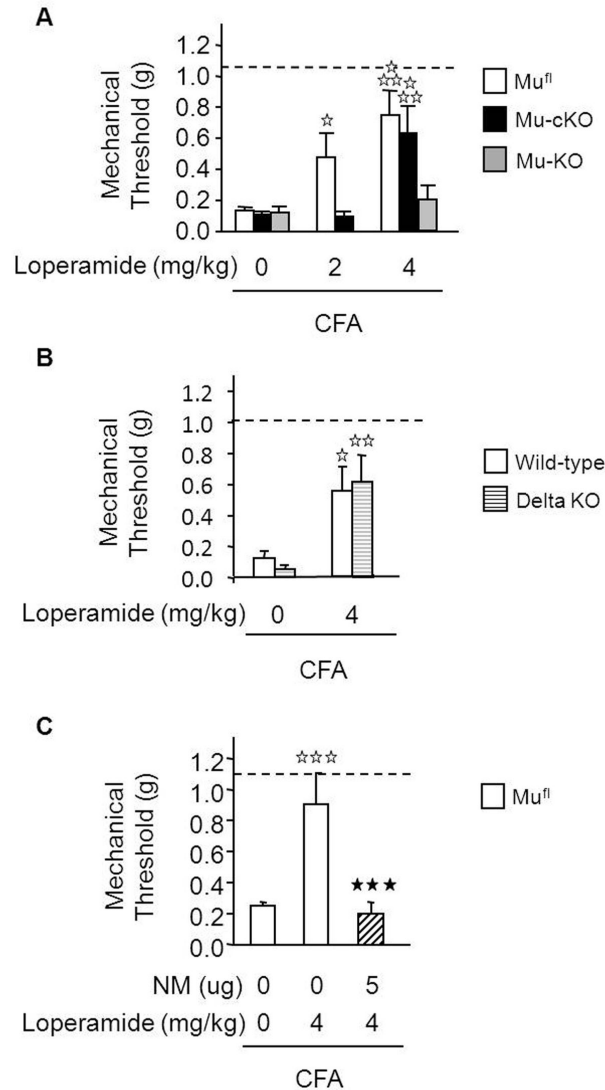 A
Mechanical
Threshold (g)
1.2
1.0
0.8
0.6
0.4
0.2
0.0
Mufl
Mu-cKO
Mu-KO
Loperamide (mg/kg) 0 2 4
CFA
B
Mechanical
Threshold (g)
1.2
1.0
0.8
0.6
0.4
0.2
0.0
Wild-type
Delta KO
Loperamide (mg/kg) 0 4
CFA
C
Mechanical
Threshold (g)
1.2
1.0
0.8
0.6
0.4
0.2
0.0
Mufl
NM (ug) 0 0 5
Loperamide (mg/kg) 0 4 4
CFA